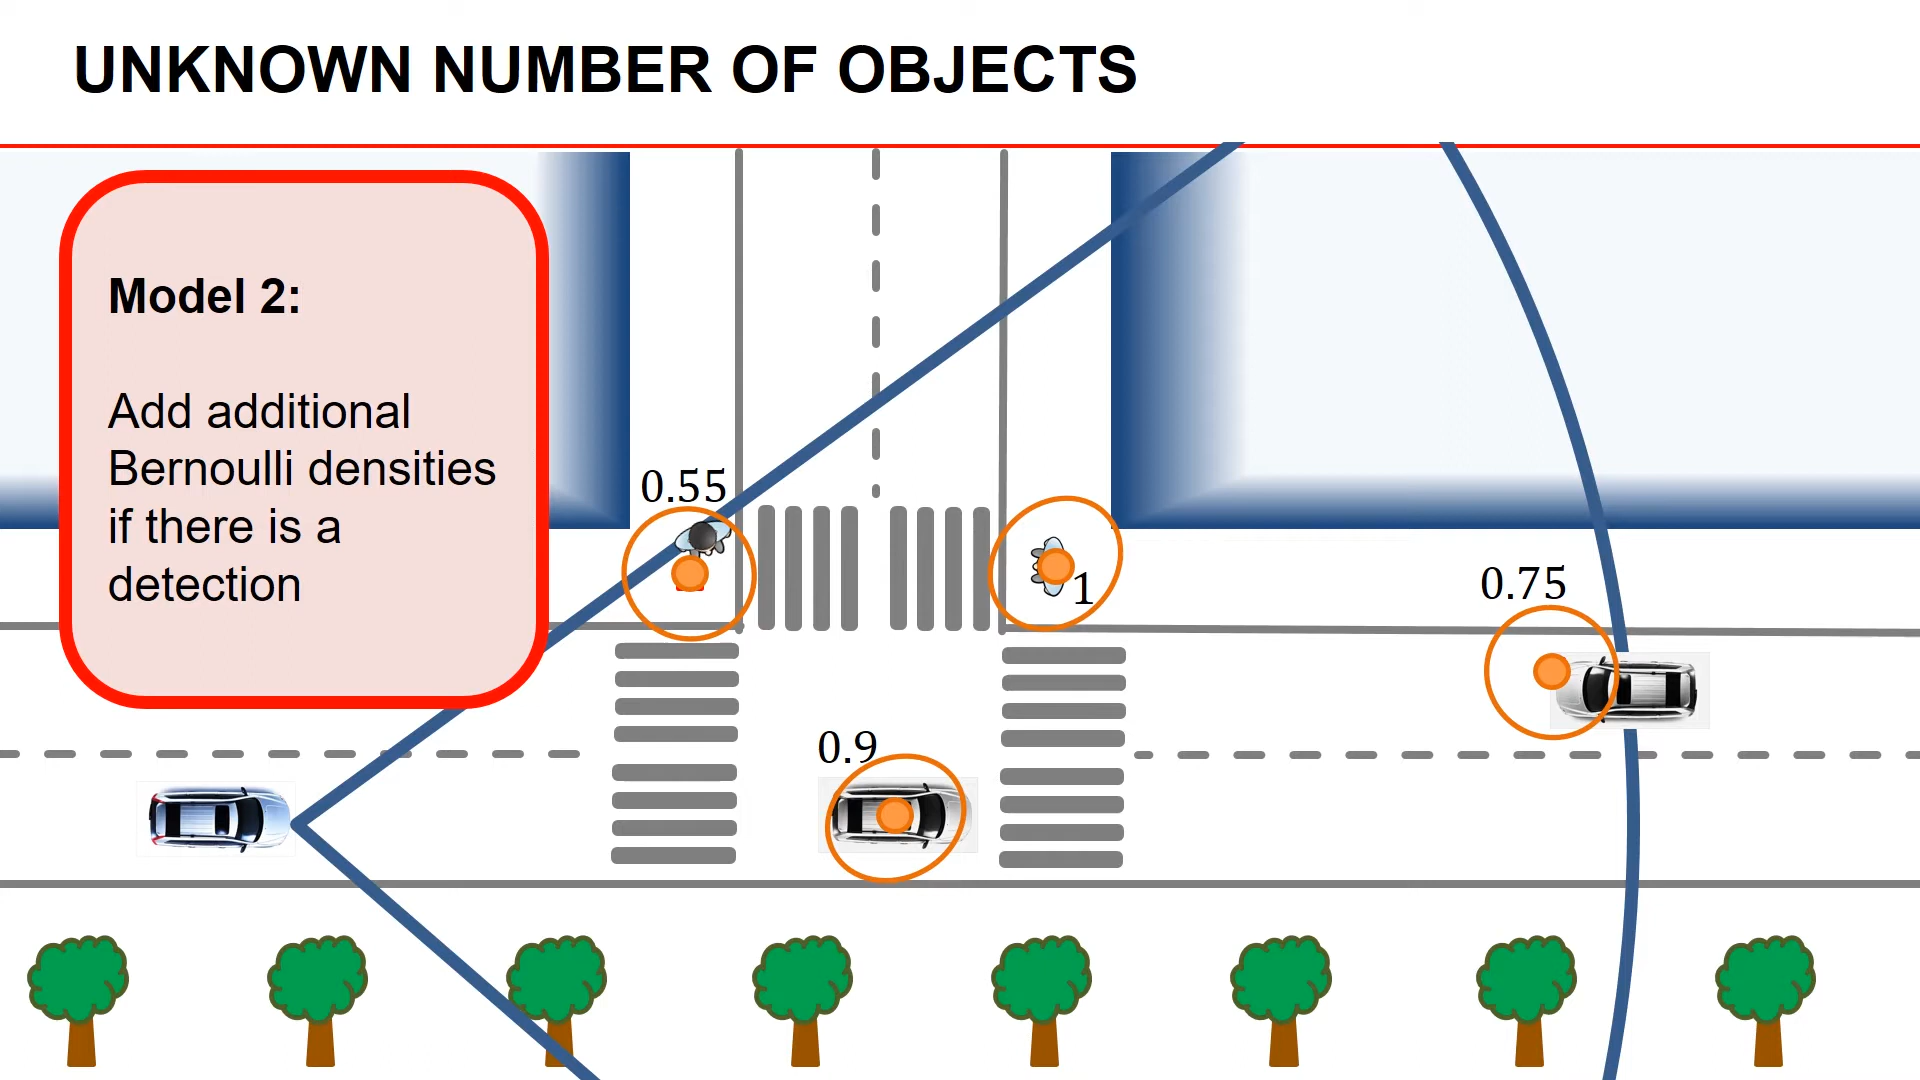 UNKNOWN NUMBER OF OBJECTS
Model 2:
Add additional
Bernoulli densities
if there is a
detection
0.55
1
0.75
0.9